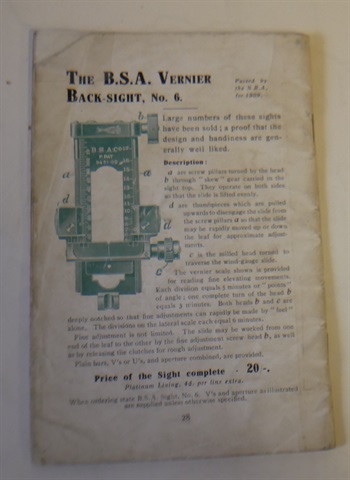 THE B.S.A. VERNIER
BACK-SIGHT, No. 6.
Passed by
the N R A.
for 1909.
Large numbers of these sights
have been sold; a proof that the
design and handiness are gen-
erally well liked.
Description:
a are screw pillars turned by the head
b through "skew" gear carried in the
sight top. They operate on both sides
so that the slide is lifted evenly.
d are thumbpieces which are pulled
upwards to disengage the slide from
the screw pillars a so that the slide
may be rapidly moved up or down
the leaf for approximate adjust-
ments.
c is the milled head turned to
traverse the wind-gauge slide.
The vernier scale shown is provided
for reading fine elevating movements.
Each division equals 5 minutes or "points"
of angle; one complete turn of the head b
equals 3 minutes. Both heads b and c are
deeply notched so that fine adjustments can rapidly be made by "feel"
alone. The divisions on the lateral scale each equal 6 minutes.
Fine adjustment is not limited. The slide may be worked from one
end of the leaf to the other by the fine adjustment screw head b, as well
as by releasing the clutches for rough adjustment.
Plain bars, V's or U's, and aperture combined, are provided.
Price of the Sight complete - 20/-.
Platinum Lining, 4d. per line extra.
When ordering state B.S.A. Sight, No. 6. V's and aperture as illustrated
are supplied unless otherwise specified.
28
b
a
a
d
d
c
B.S.A. CO